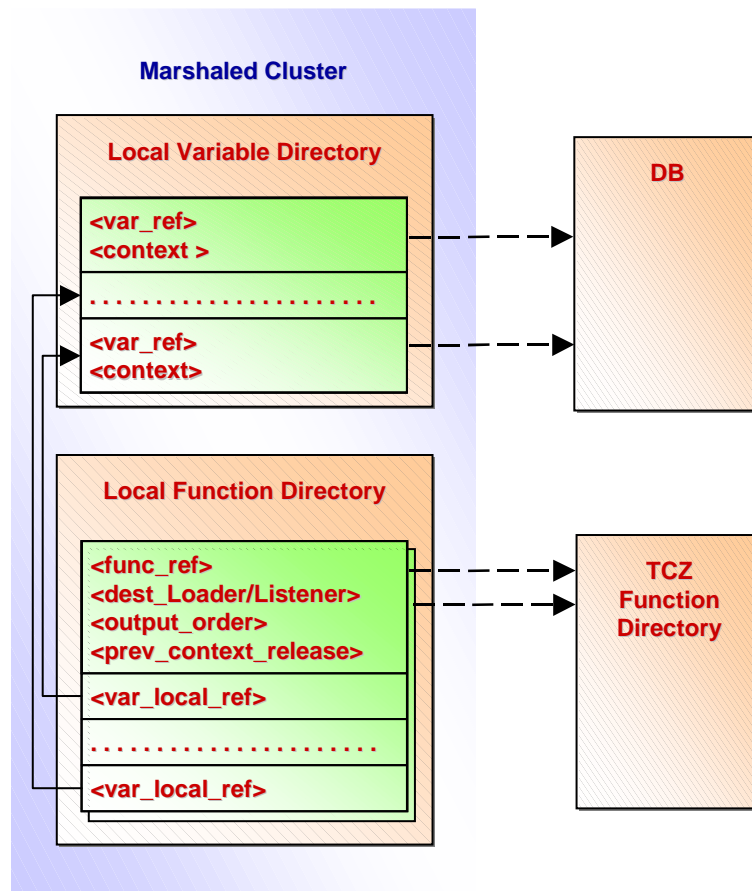 Marshaled Cluster
Local Variable Directory
<var_ref>
<context >
. . . . . . . . . . . . . . . . . . . . . .
<var_ref>
<context>
DB
Local Function Directory
<func_ref>
<dest_Loader/Listener>
<output_order>
<prev_context_release>
<var_local_ref>
. . . . . . . . . . . . . . . . . . . . . .
<var_local_ref>
TCZ
Function
Directory